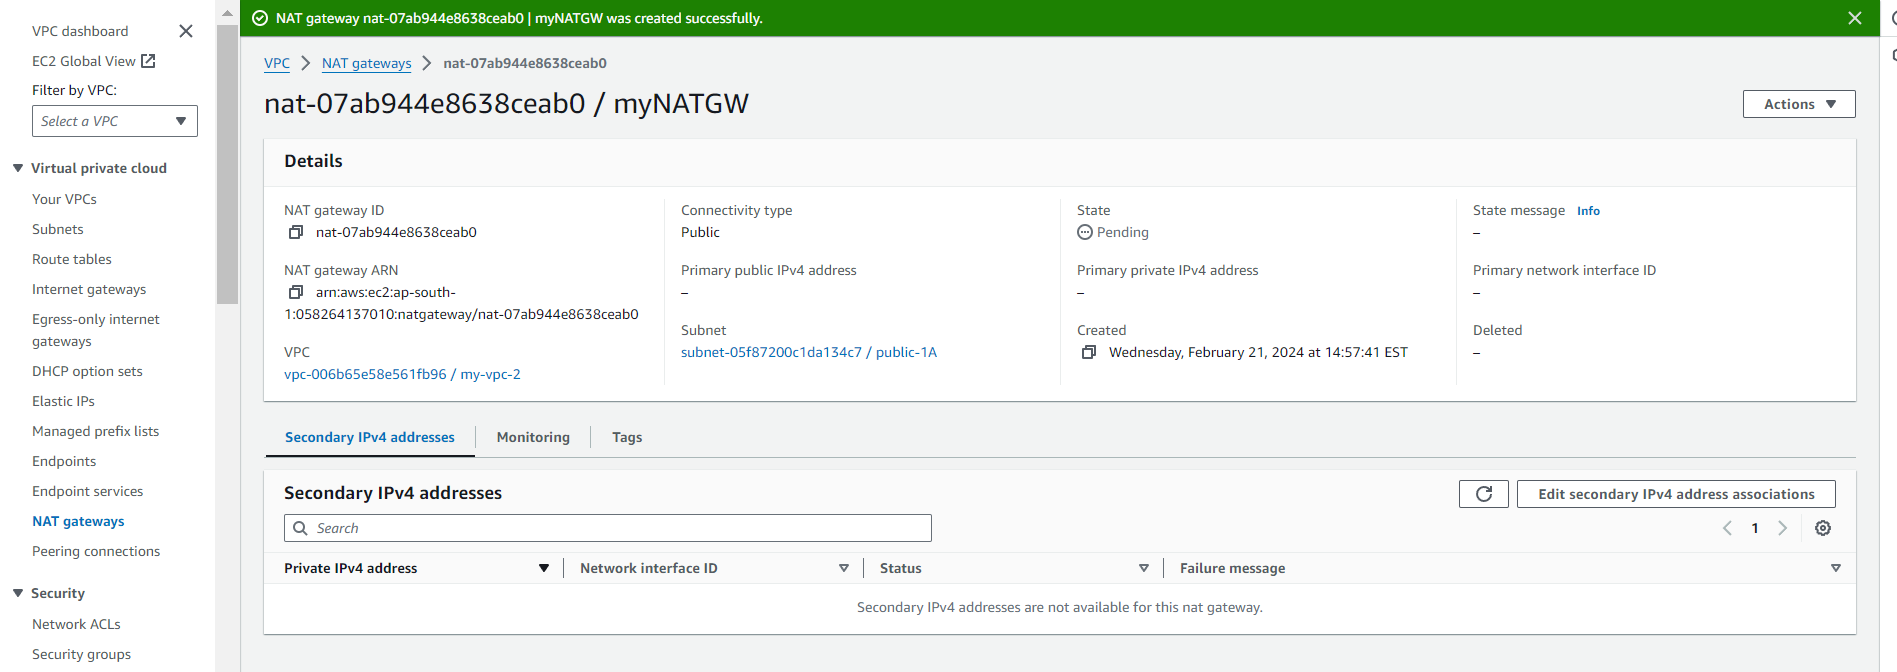 NAT gateway nat-07ab944e8638ceab0 | myNATGW was created successfully.
VPC dashboard
EC2 Global View
Filter by VPC:
Select a VPC
Virtual private cloud
Your VPCs
Subnets
Route tables
Internet gateways
Egress-only internet
gateways
DHCP option sets
Elastic IPs
Managed prefix lists
Endpoints
Endpoint services
NAT gateways
Peering connections
Security
Network ACLs
Security groups
VPC > NAT gateways > nat-07ab944e8638ceab0
nat-07ab944e8638ceab0 / myNATGW
Actions
Details
NAT gateway ID
nat-07ab944e8638ceab0
NAT gateway ARN
arn:aws:ec2:ap-south-
1:058264137010:natgateway/nat-07ab944e8638ceab0
VPC
vpc-006b65e58e561fb96 / my-vpc-2
Connectivity type
Public
Primary public IPv4 address
–
Subnet
subnet-05f87200c1da134c7 / public-1A
State
Pending
Primary private IPv4 address
–
Created
Wednesday, February 21, 2024 at 14:57:41 EST
State message Info
–
Primary network interface ID
–
Deleted
–
Secondary IPv4 addresses
Monitoring
Tags
Secondary IPv4 addresses
Edit secondary IPv4 address associations
Search
1
Private IPv4 address
Network interface ID
Status
Failure message
Secondary IPv4 addresses are not available for this nat gateway.